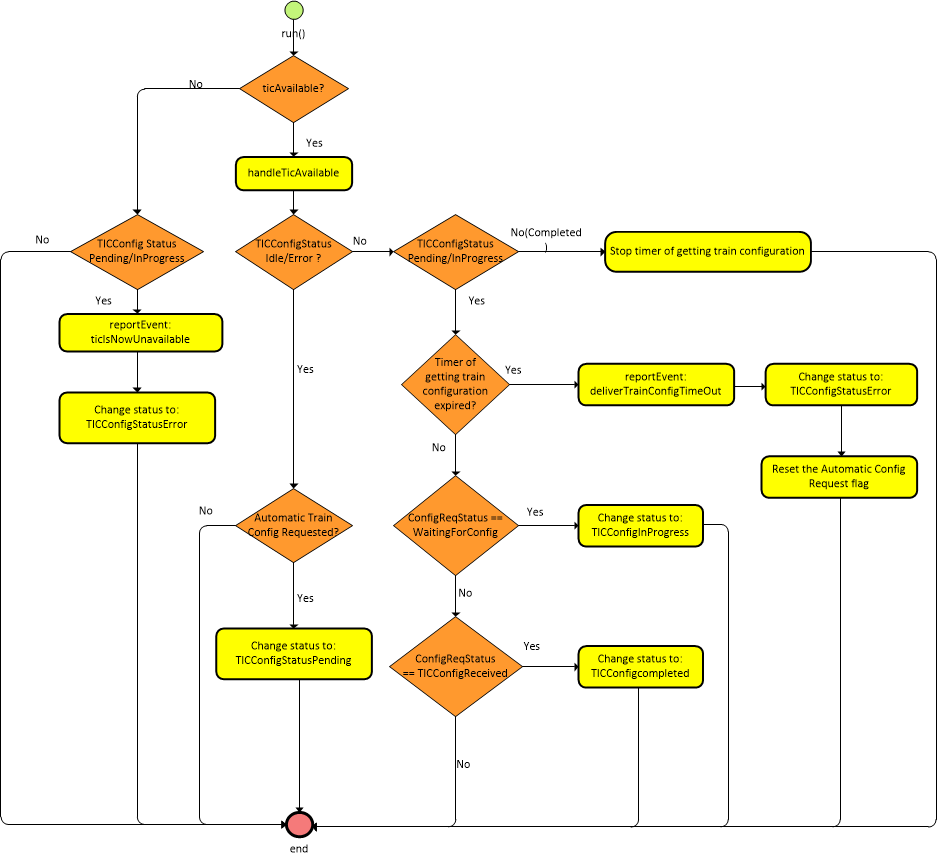 run()
ticAvailable?
No
Yes
handleTicAvailable
No
TICConfig Status
Pending/InProgress
TICConfigStatus
Idle/Error ?
No
TICConfigStatus
Pending/InProgress
No(Completed
)
Stop timer of getting train configuration
Yes
reportEvent:
ticIsNowUnavailable
Yes
Timer of
getting train
configuration
expired?
Yes
reportEvent:
deliverTrainConfigTimeOut
Change status to:
TICConfigStatusError
Yes
Change status to:
TICConfigStatusError
No
Reset the Automatic Config
Request flag
No
Automatic Train
Config Requested?
ConfigReqStatus ==
WaitingForConfig
Yes
Change status to:
TICConfigInProgress
Yes
No
Change status to:
TICConfigStatusPending
ConfigReqStatus
== TICConfigReceived
Yes
Change status to:
TICConfigcompleted
No
end